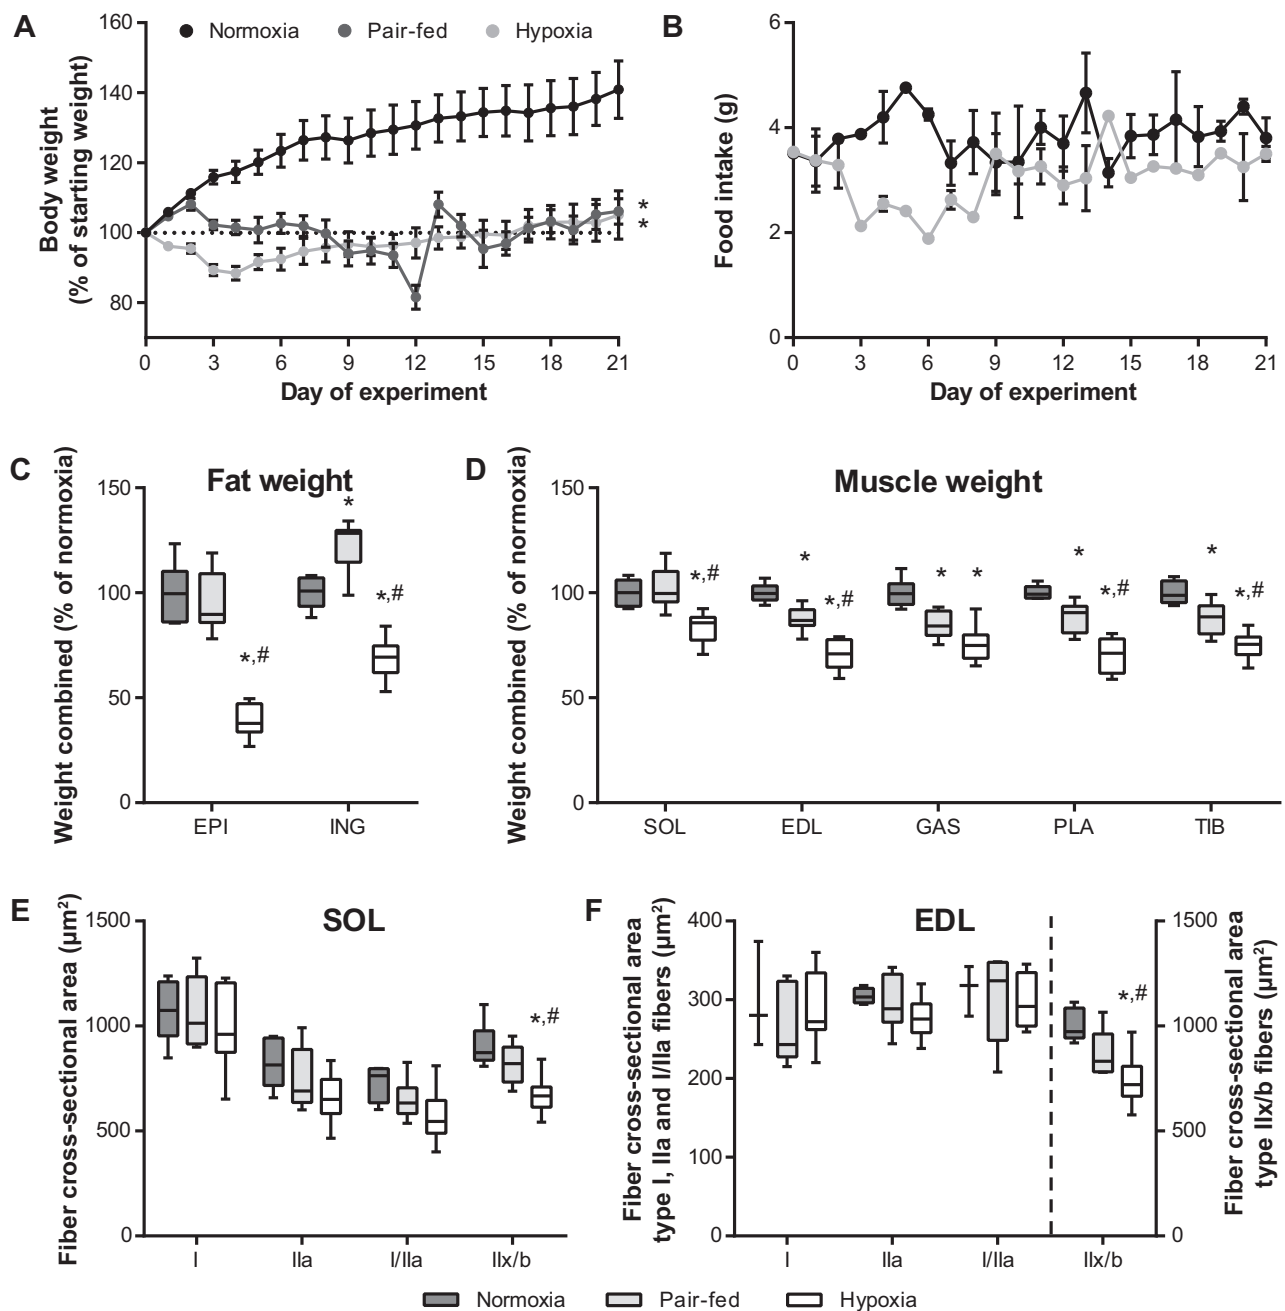 A
Normoxia
Pair-fed
Hypoxia
Body weight
(% of starting weight)
160
140
120
100
80
*
*
0 3 6 9 12 15 18 21
Day of experiment
B
Food intake (g)
6
4
2
0
0 3 6 9 12 15 18 21
Day of experiment
C
Fat weight
Weight combined (% of normoxia)
150
100
50
0
*,#
*
*,#
EPI ING
D
Muscle weight
Weight combined (% of normoxia)
150
100
50
0
*,#
*
*,#
*
*
*
*,#
*
*,#
SOL EDL GAS PLA TIB
E
SOL
Fiber cross-sectional area (µm²)
1500
1000
500
0
*,#
I IIa I/IIa IIx/b
F
EDL
Fiber cross-sectional area
type I, IIa and I/IIa fibers (µm²)
400
300
200
100
0
*,#
1500
1000
500
0
Fiber cross-sectional area
type IIx/b fibers (µm²)
I IIa I/IIa IIx/b
Normoxia Pair-fed Hypoxia